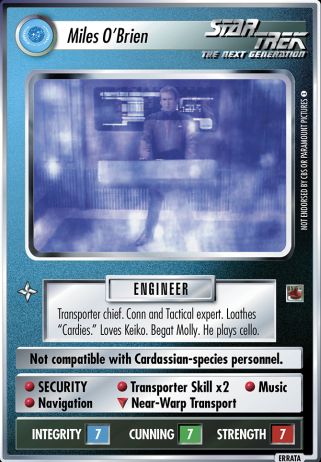 Miles O'Brien
STAR TREK
THE NEXT GENERATION
NOT ENDORSED BY CBS OR PARAMOUNT PICTURES
ENGINEER
Transporter chief. Conn and Tactical expert. Loathes
"Cardies." Loves Keiko. Begat Molly. He plays cello.
Not compatible with Cardassian-species personnel.
SECURITY Transporter Skill x2 Music
Navigation Near-Warp Transport
INTEGRITY 7 CUNNING 7 STRENGTH 7
ERRATA